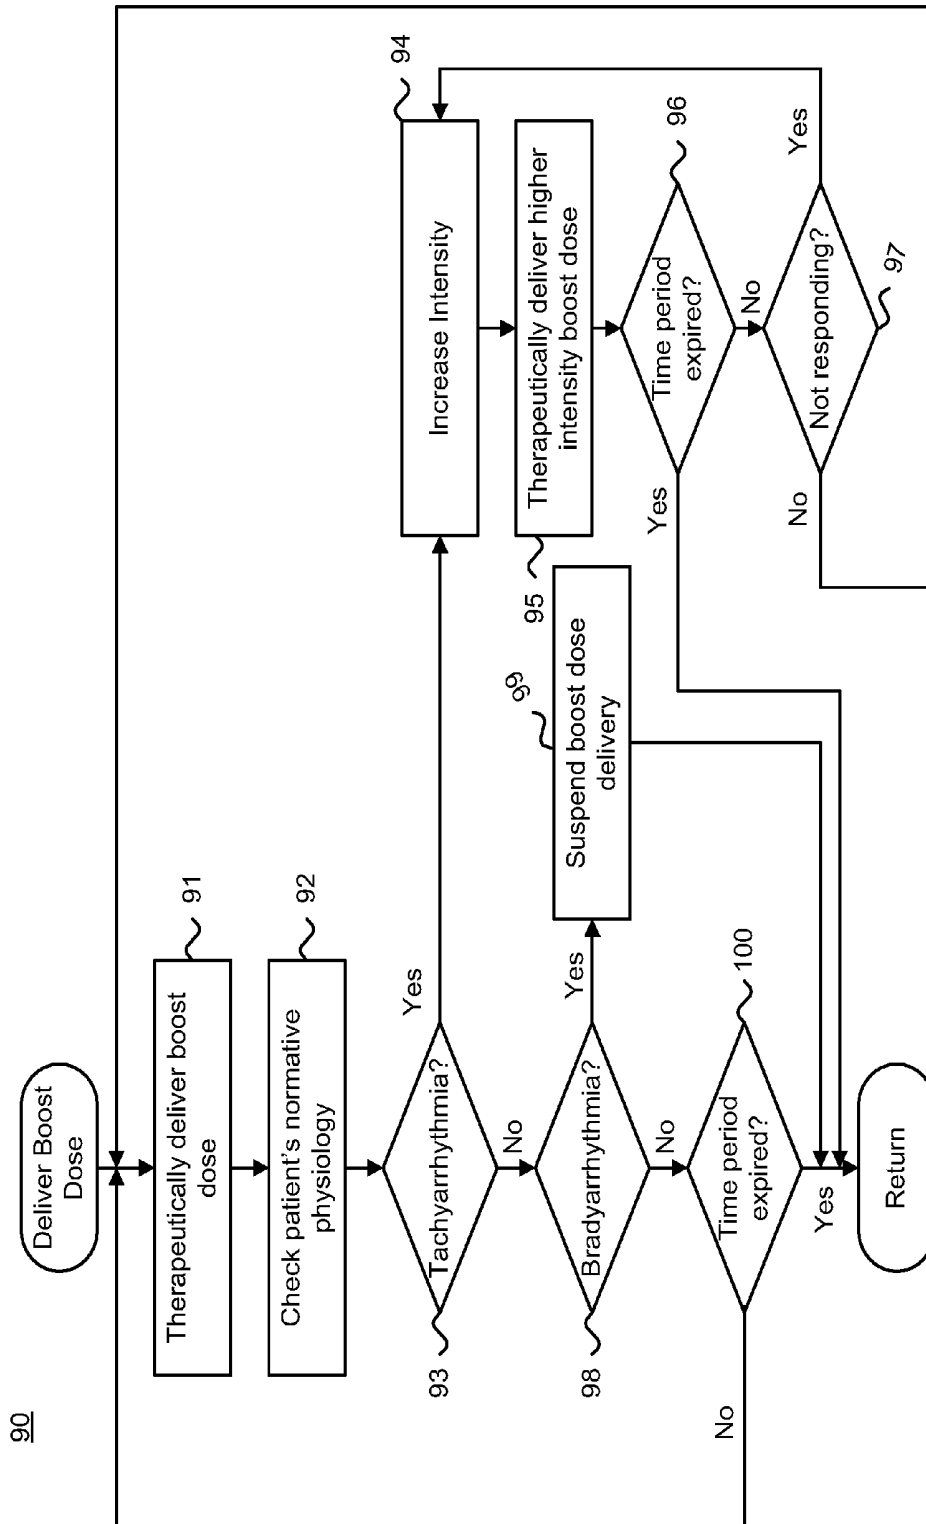 90
Deliver Boost
Dose
91
Therapeutically deliver boost
dose
92
Check patient's normative
physiology
93
Tachyarrhythmia?
Yes
No
94
Increase Intensity
95
Therapeutically deliver higher
intensity boost dose
96
Time period
expired?
Yes
No
97
Not responding?
Yes
No
98
Bradyarrhythmia?
Yes
No
99
Suspend boost dose
delivery
100
Time period
expired?
No
Yes
Return